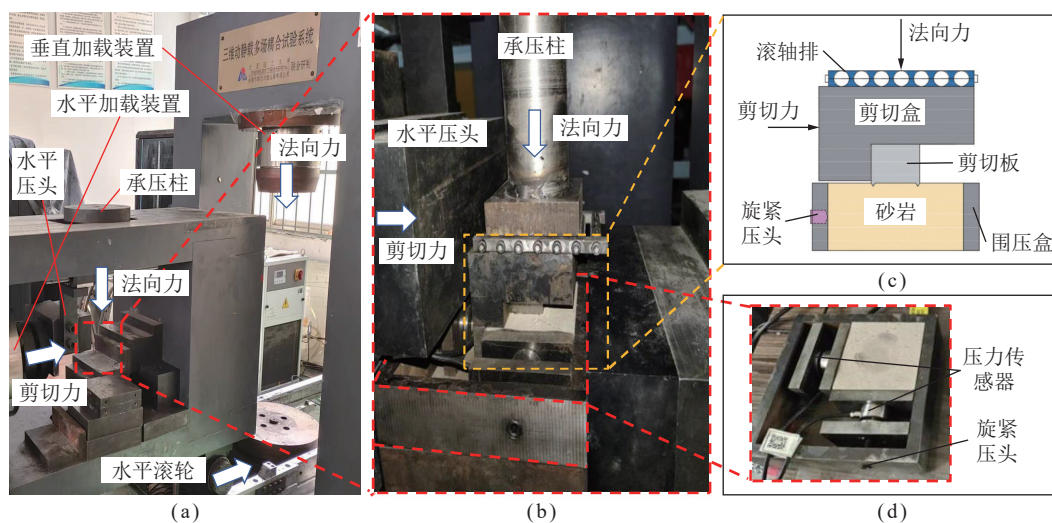 垂直加载装置
水平加载装置
水平
压头
承压柱
三维动静载多场耦合试验系统
法向力
法向力
剪切力
水平滚轮
(a)
承压柱
水平压头
法向力
剪切力
(b)
法向力
滚轴排
剪切力
剪切盒
剪切板
砂岩
旋紧
压头
围压盒
(c)
压力传
感器
旋紧
压头
(d)